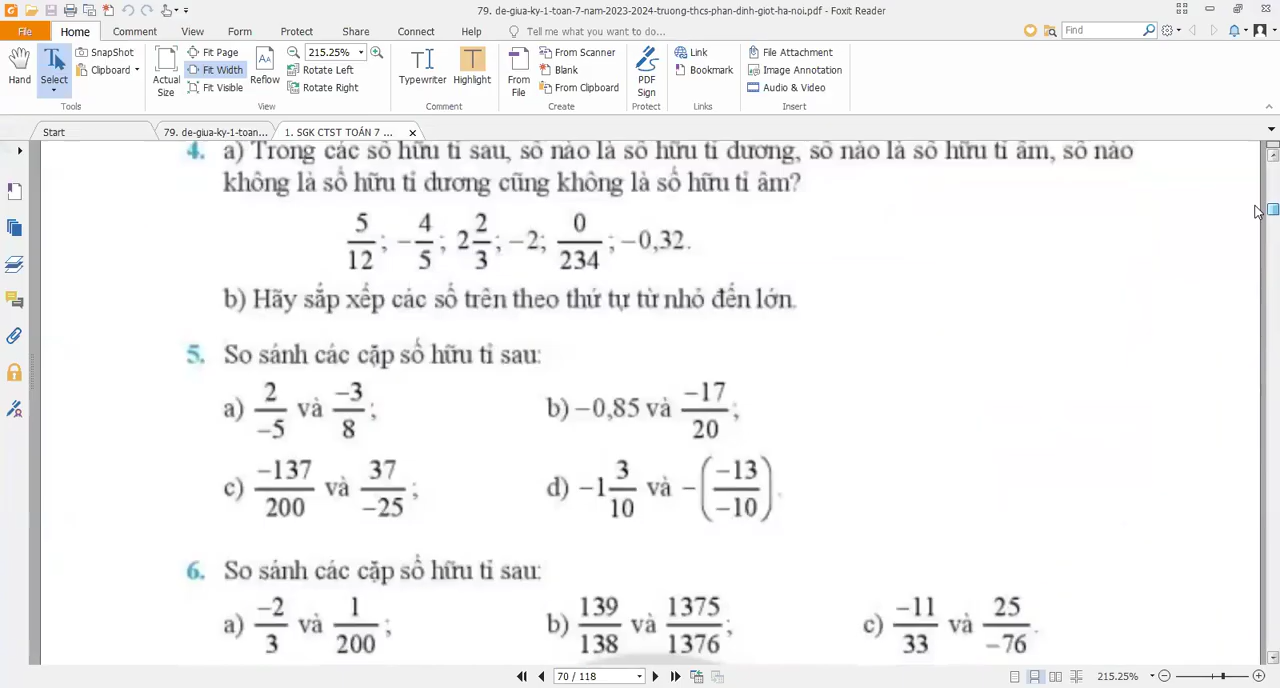 79. de-giua-ky-1-toan-7-nam-2023-2024-truong-thcs-phan-dinh-giot-ha-noi.pdf - Foxit Reader
File Home Comment View Form Protect Share Connect Help Tell me what you want to do... Find
Hand Select SnapShot Clipboard Actual Size Fit Page Fit Width Fit Visible Reflow 215.25% Rotate Left Rotate Right Typewriter Highlight From File From Scanner Blank From Clipboard PDF Sign Link Bookmark File Attachment Image Annotation Audio & Video
Tools View Comment Create Protect Links Insert
Start 79. de-giua-ky-1-toan... 1. SGK CTST TOÁN 7 ...
4. a) Trong các số hữu tỉ sau, số nào là số hữu tỉ dương, số nào là số hữu tỉ âm, số nào
không là số hữu tỉ dương cũng không là số hữu tỉ âm?
5/12; -4/5; 2 2/3; -2; 0/234; -0,32.
b) Hãy sắp xếp các số trên theo thứ tự từ nhỏ đến lớn.
5. So sánh các cặp số hữu tỉ sau:
a) 2/-5 và -3/8; b) -0,85 và -17/20;
c) -137/200 và 37/-25; d) -1 3/10 và -(-13/-10).
6. So sánh các cặp số hữu tỉ sau:
a) -2/3 và 1/200; b) 139/138 và 1375/1376; c) -11/33 và 25/-76.
70 / 118 215.25%